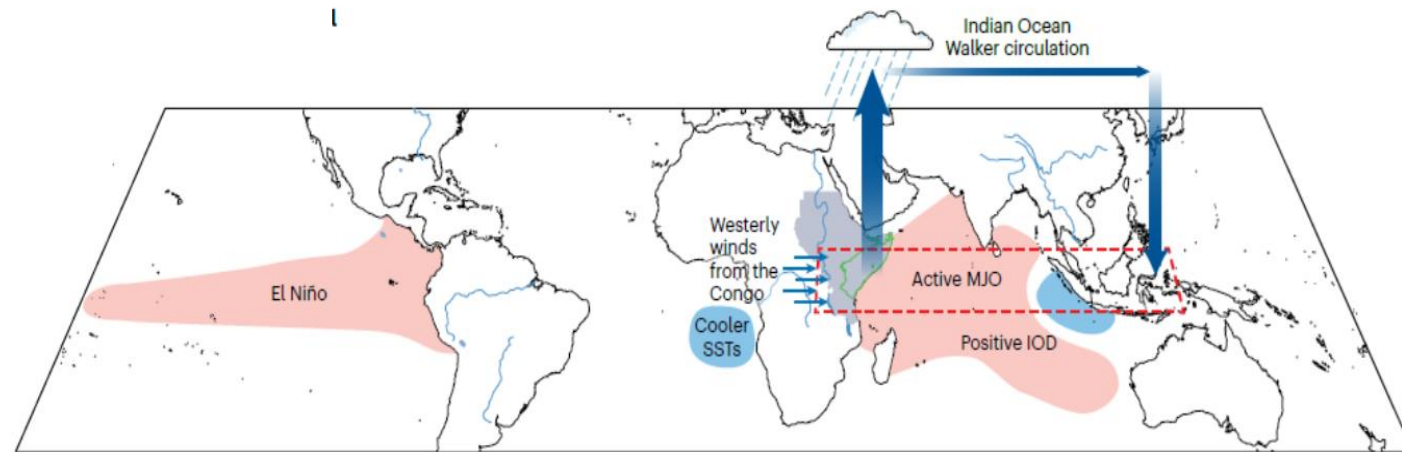 l
Indian Ocean
Walker circulation
Westerly
winds
from the
Congo
El Niño
Active MJO
Cooler
SSTs
Positive IOD